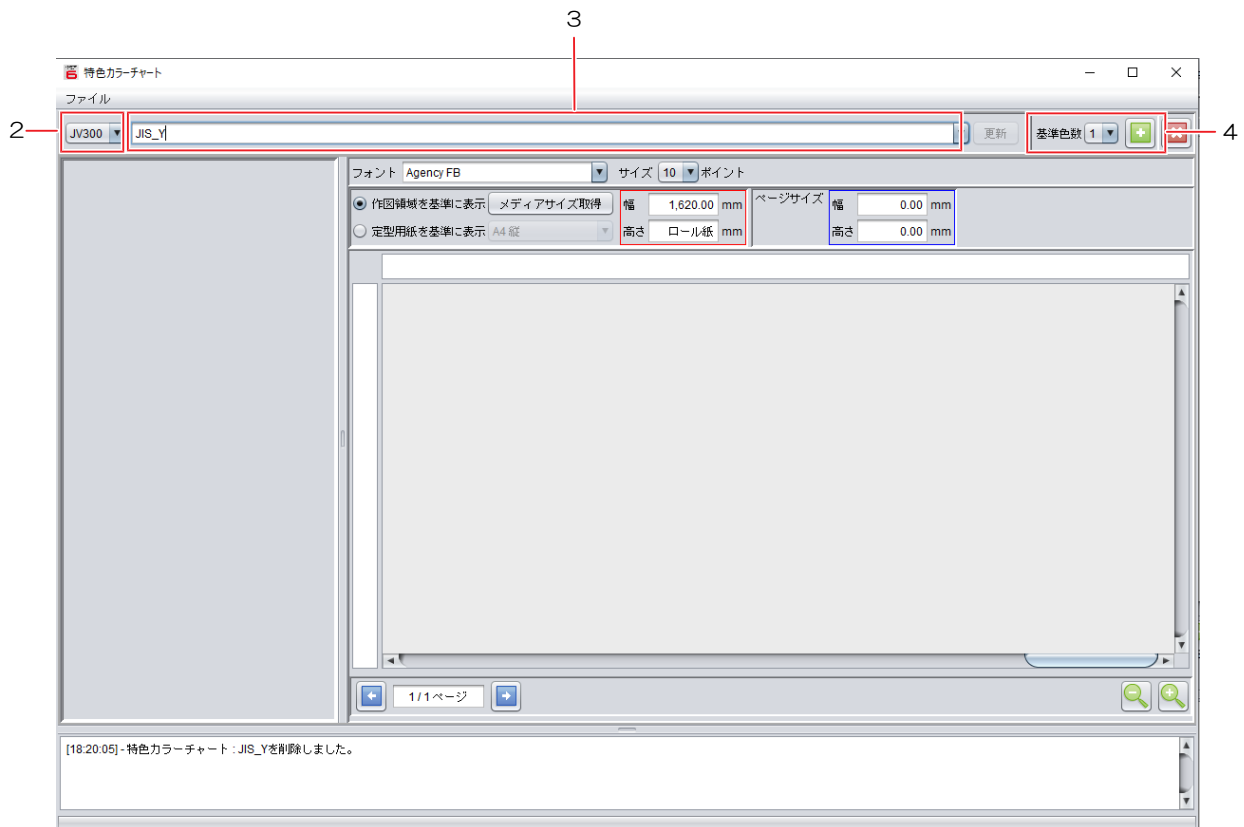 3
特色カラーチャート
ファイル
2
JV300
JIS_Y
更新
基準色数 1
4
フォント Agency FB サイズ 10 ポイント
作図領域を基準に表示 メディアサイズ取得 幅 1,620.00 mm ページサイズ 幅 0.00 mm
定型用紙を基準に表示 A4 縦 高さ ロール紙 mm 高さ 0.00 mm
1 / 1 ページ
[18:20:05] - 特色カラーチャート : JIS_Yを削除しました。